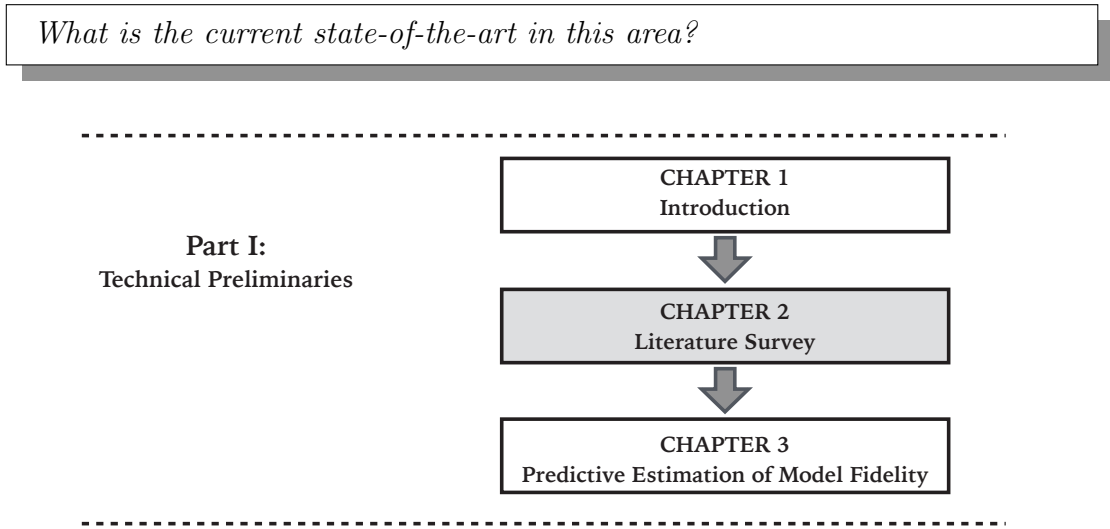 What is the current state-of-the-art in this area?
CHAPTER 1
Introduction
Part I:
Technical Preliminaries
CHAPTER 2
Literature Survey
CHAPTER 3
Predictive Estimation of Model Fidelity